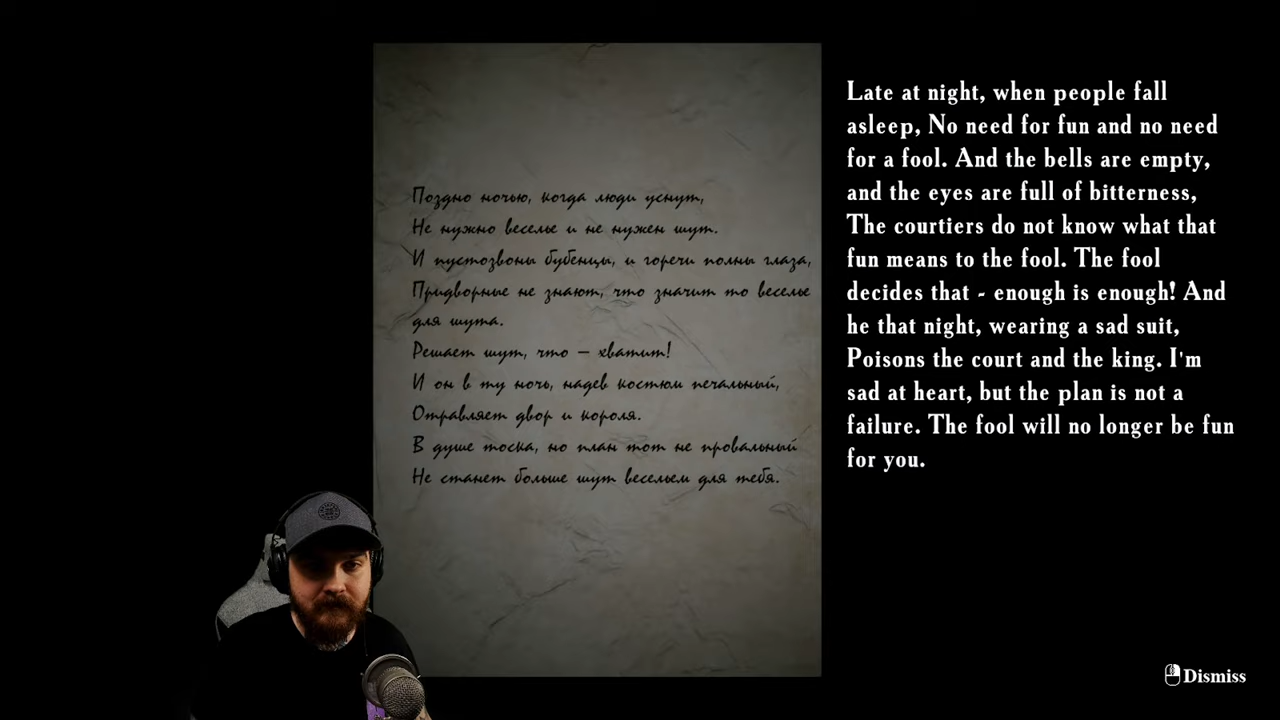 Поздно ночью, когда люди уснут,
Не нужно веселье и не нужен шут.
И пустозвоны бубенцы, и горечи полны глаза,
Придворные не знают, что значит то веселье
для шута.
Решает шут, что – хватит!
И он в ту ночь, надев костюм печальный,
Отравляет двор и короля.
В душе тоска, но план тот не провальный
Не станет больше шут весельем для тебя.
Late at night, when people fall
asleep, No need for fun and no need
for a fool. And the bells are empty,
and the eyes are full of bitterness,
The courtiers do not know what that
fun means to the fool. The fool
decides that - enough is enough! And
he that night, wearing a sad suit,
Poisons the court and the king. I'm
sad at heart, but the plan is not a
failure. The fool will no longer be fun
for you.
Dismiss